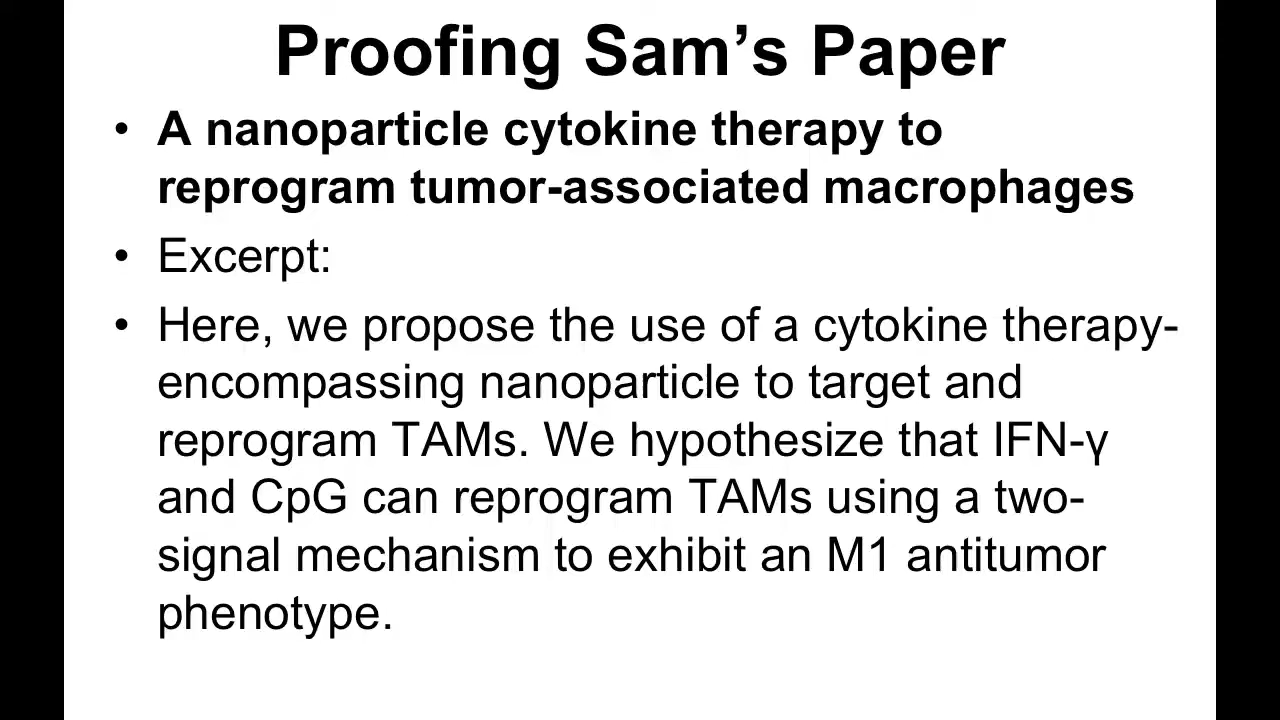 Proofing Sam’s Paper
• A nanoparticle cytokine therapy to
reprogram tumor-associated macrophages
• Excerpt:
• Here, we propose the use of a cytokine therapy-
encompassing nanoparticle to target and
reprogram TAMs. We hypothesize that IFN-γ
and CpG can reprogram TAMs using a two-
signal mechanism to exhibit an M1 antitumor
phenotype.